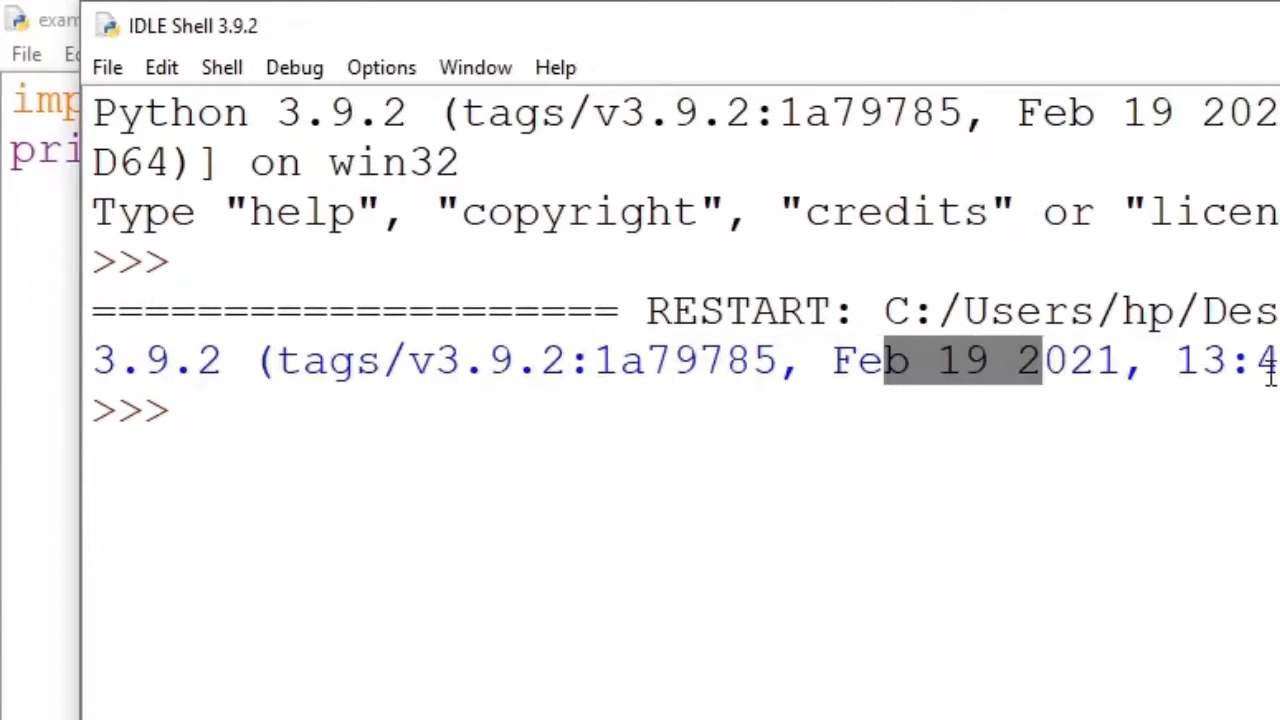 exam
File Ed
imp
pri
IDLE Shell 3.9.2
File Edit Shell Debug Options Window Help
Python 3.9.2 (tags/v3.9.2:1a79785, Feb 19 202
D64)] on win32
Type "help", "copyright", "credits" or "licen
>>>
==================== RESTART: C:/Users/hp/Des
3.9.2 (tags/v3.9.2:1a79785, Feb 19 2021, 13:4
>>>